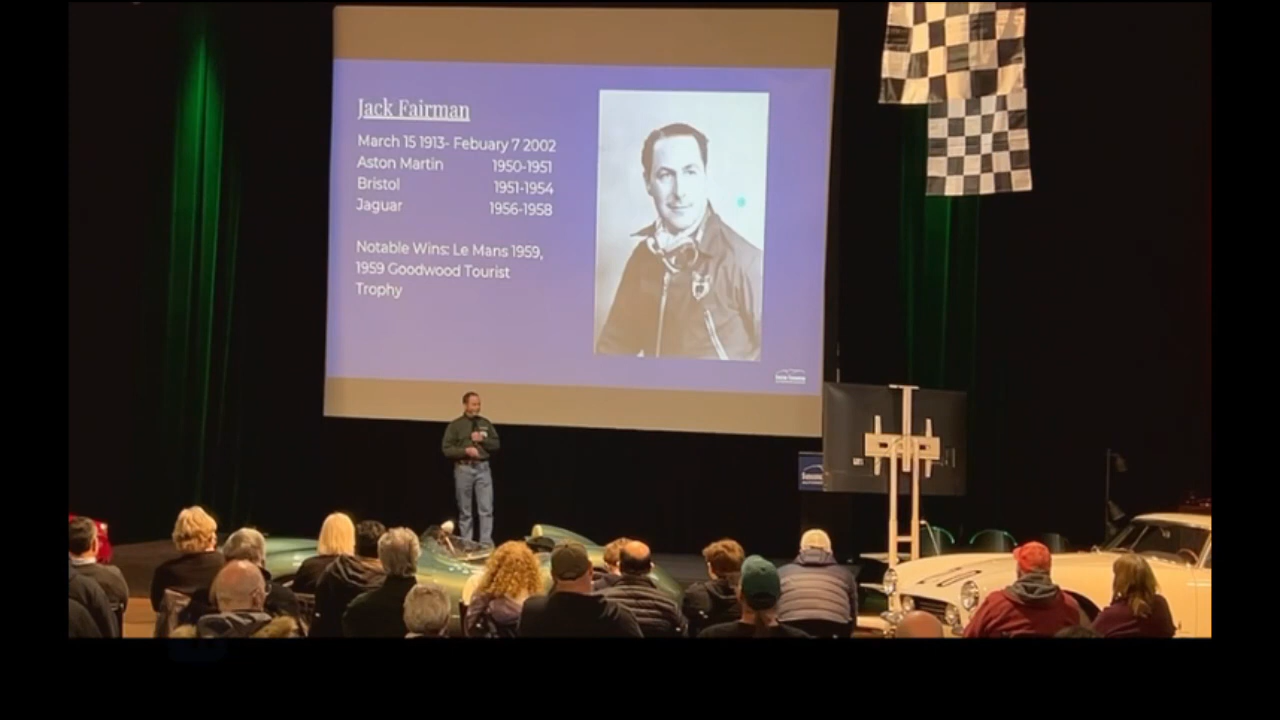 Jack Fairman
March 15 1913- Febuary 7 2002
Aston Martin 1950-1951
Bristol 1951-1954
Jaguar 1956-1958
Notable Wins: Le Mans 1959,
1959 Goodwood Tourist
Trophy